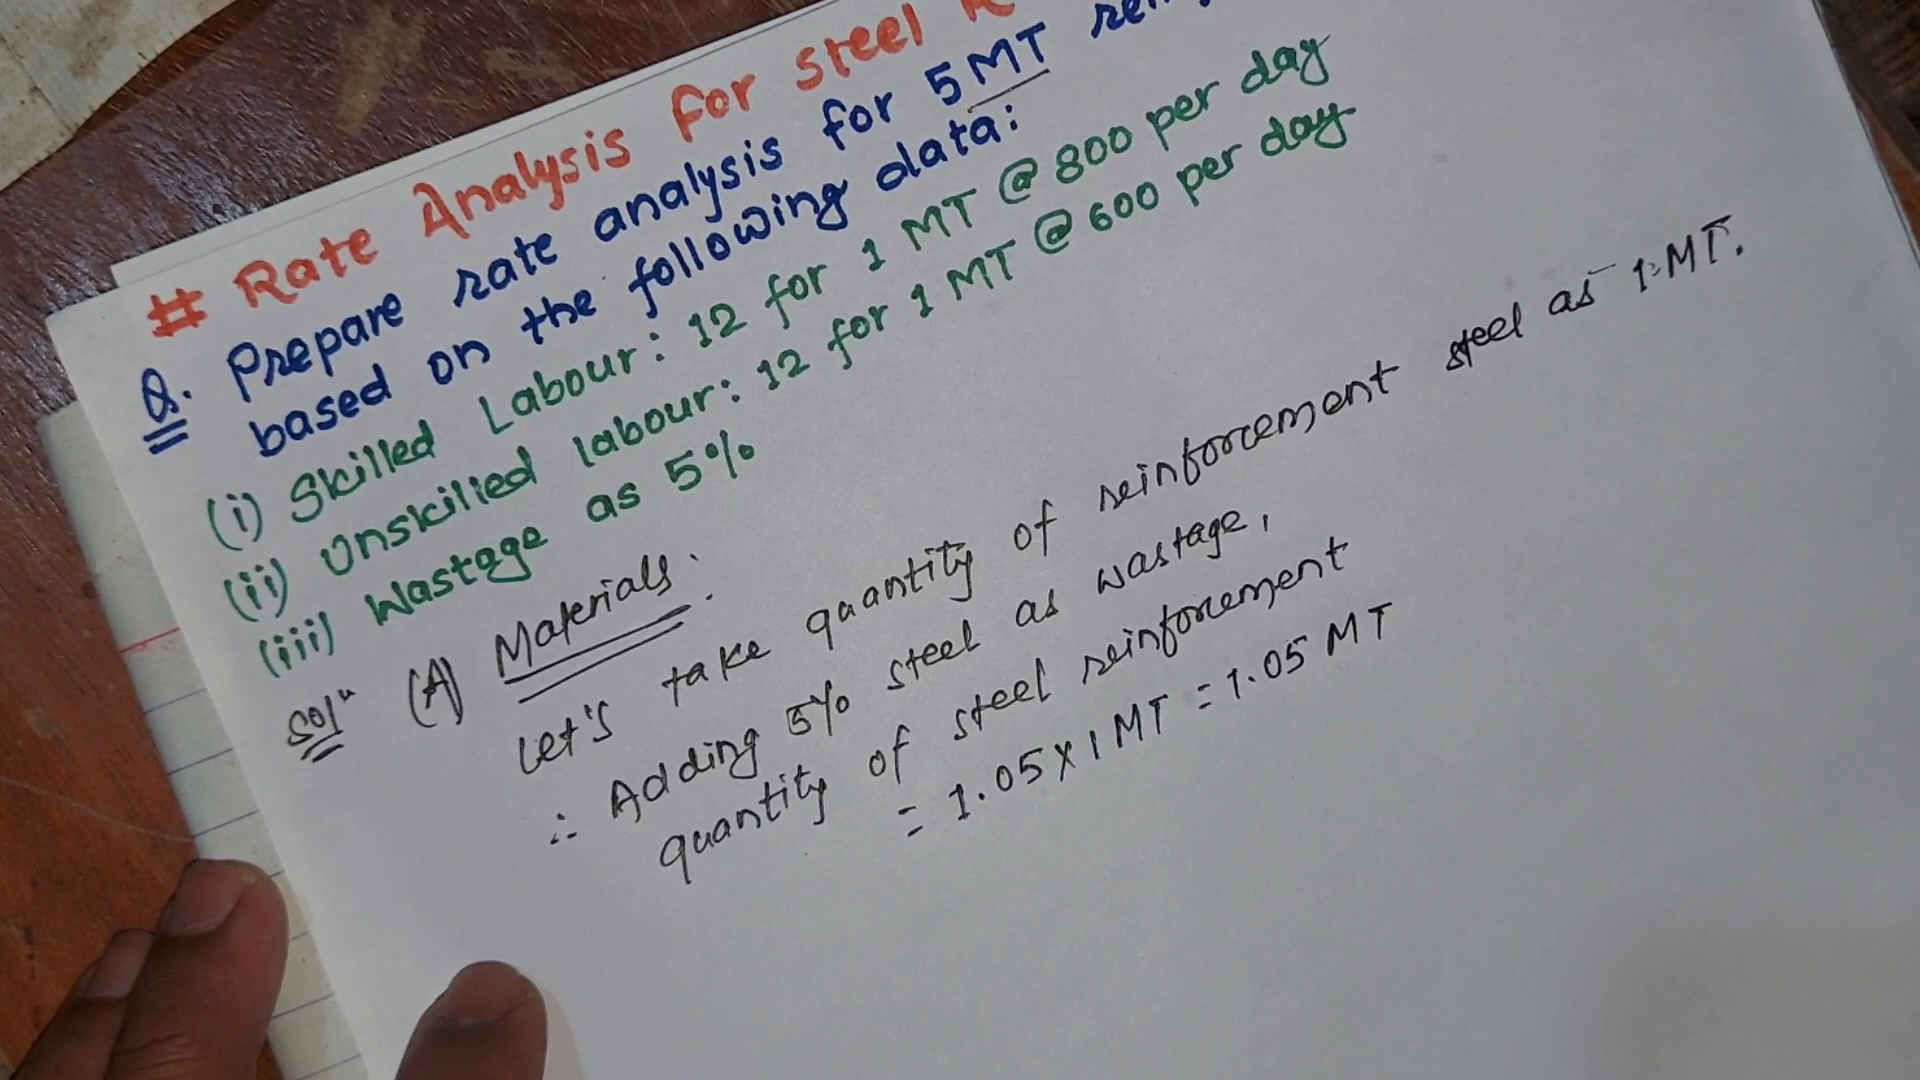 # Rate Analysis for steel
Q. Prepare rate analysis for 5 MT
based on the following data:
(i) Skilled Labour: 12 for 1 MT @ 800 per day
(ii) Unskilled labour: 12 for 1 MT @ 600 per day
(iii) Wastage as 5%
Solⁿ (A) Materials:
Let's take quantity of reinforcement steel as 1 MT.
∴ Adding 5% steel as wastage,
quantity of steel reinforcement
= 1.05 x 1 MT = 1.05 MT